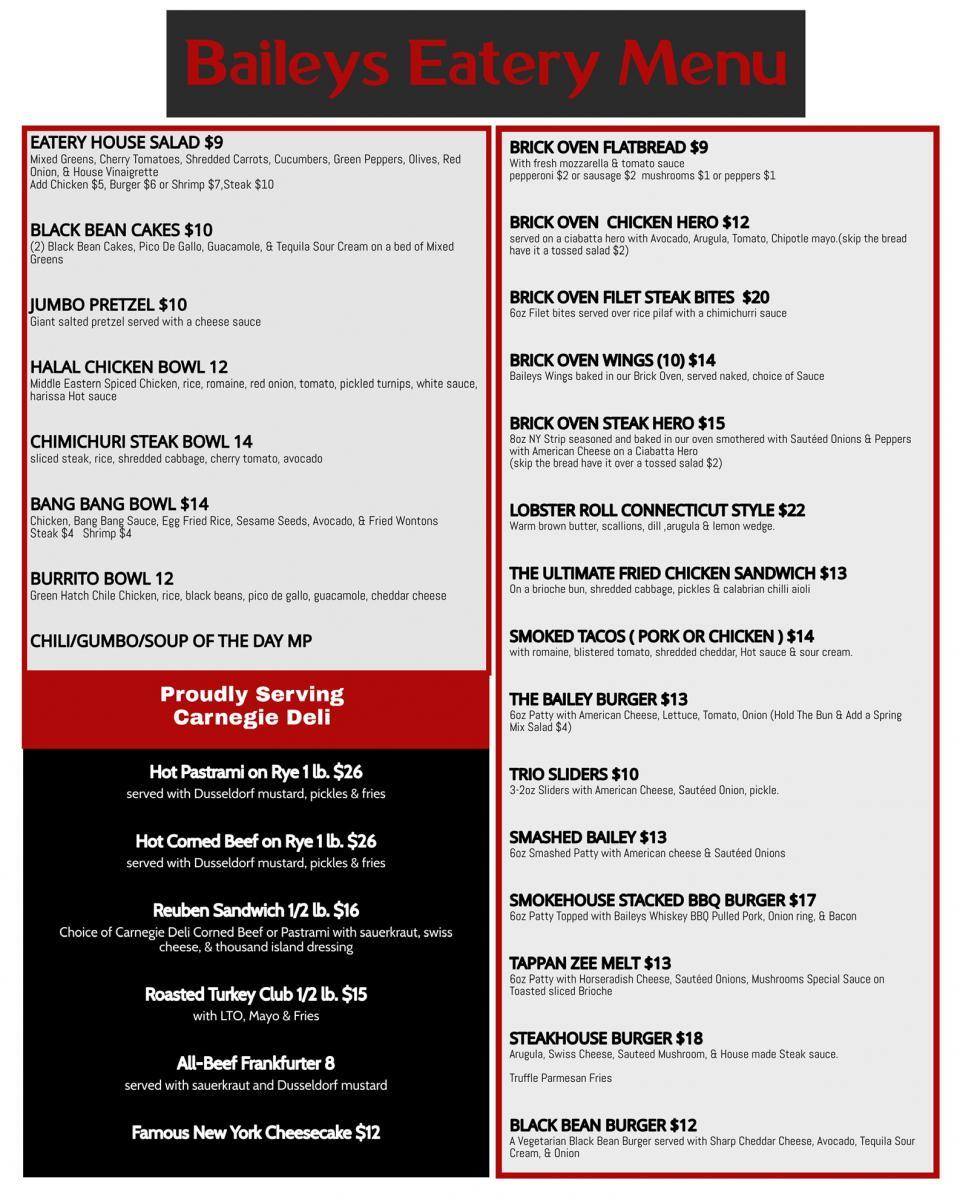 Baileys Eatery Menu
EATERY HOUSE SALAD $9
Mixed Greens, Cherry Tomatoes, Shredded Carrots, Cucumbers, Green Peppers, Olives, Red
Onion, & House Vinaigrette
Add Chicken $5, Burger $6 or Shrimp $7,Steak $10
BLACK BEAN CAKES $10
(2) Black Bean Cakes, Pico De Gallo, Guacamole, & Tequila Sour Cream on a bed of Mixed
Greens
JUMBO PRETZEL $10
Giant salted pretzel served with a cheese sauce
HALAL CHICKEN BOWL 12
Middle Eastern Spiced Chicken, rice, romaine, red onion, tomato, pickled turnips, white sauce,
harissa Hot sauce
CHIMICHURI STEAK BOWL 14
sliced steak, rice, shredded cabbage, cherry tomato, avocado
BANG BANG BOWL $14
Chicken, Bang Bang Sauce, Egg Fried Rice, Sesame Seeds, Avocado, & Fried Wontons
Steak $4 Shrimp $4
BURRITO BOWL 12
Green Hatch Chile Chicken, rice, black beans, pico de gallo, guacamole, cheddar cheese
CHILI/GUMBO/SOUP OF THE DAY MP
Proudly Serving
Carnegie Deli
Hot Pastrami on Rye 1 lb. $26
served with Dusseldorf mustard, pickles & fries
Hot Corned Beef on Rye 1 lb. $26
served with Dusseldorf mustard, pickles & fries
Reuben Sandwich 1/2 lb. $16
Choice of Carnegie Deli Corned Beef or Pastrami with sauerkraut, swiss
cheese, & thousand island dressing
Roasted Turkey Club 1/2 lb. $15
with LTO, Mayo & Fries
All-Beef Frankfurter 8
served with sauerkraut and Dusseldorf mustard
Famous New York Cheesecake $12
BRICK OVEN FLATBREAD $9
With fresh mozzarella & tomato sauce
pepperoni $2 or sausage $2 mushrooms $1 or peppers $1
BRICK OVEN CHICKEN HERO $12
served on a ciabatta hero with Avocado, Arugula, Tomato, Chipotle mayo.(skip the bread
have it a tossed salad $2)
BRICK OVEN FILET STEAK BITES $20
6oz Filet bites served over rice pilaf with a chimichurri sauce
BRICK OVEN WINGS (10) $14
Baileys Wings baked in our Brick Oven, served naked, choice of Sauce
BRICK OVEN STEAK HERO $15
8oz NY Strip seasoned and baked in our oven smothered with Sautéed Onions & Peppers
with American Cheese on a Ciabatta Hero
(skip the bread have it over a tossed salad $2)
LOBSTER ROLL CONNECTICUT STYLE $22
Warm brown butter, scallions, dill ,arugula & lemon wedge.
THE ULTIMATE FRIED CHICKEN SANDWICH $13
On a brioche bun, shredded cabbage, pickles & calabrian chilli aioli
SMOKED TACOS ( PORK OR CHICKEN ) $14
with romaine, blistered tomato, shredded cheddar, Hot sauce & sour cream.
THE BAILEY BURGER $13
6oz Patty with American Cheese, Lettuce, Tomato, Onion (Hold The Bun & Add a Spring
Mix Salad $4)
TRIO SLIDERS $10
3-2oz Sliders with American Cheese, Sautéed Onion, pickle.
SMASHED BAILEY $13
6oz Smashed Patty with American cheese & Sautéed Onions
SMOKEHOUSE STACKED BBQ BURGER $17
6oz Patty Topped with Baileys Whiskey BBQ Pulled Pork, Onion ring, & Bacon
TAPPAN ZEE MELT $13
6oz Patty with Horseradish Cheese, Sautéed Onions, Mushrooms Special Sauce on
Toasted sliced Brioche
STEAKHOUSE BURGER $18
Arugula, Swiss Cheese, Sauteed Mushroom, & House made Steak sauce.
Truffle Parmesan Fries
BLACK BEAN BURGER $12
A Vegetarian Black Bean Burger served with Sharp Cheddar Cheese, Avocado, Tequila Sour
Cream, & Onion